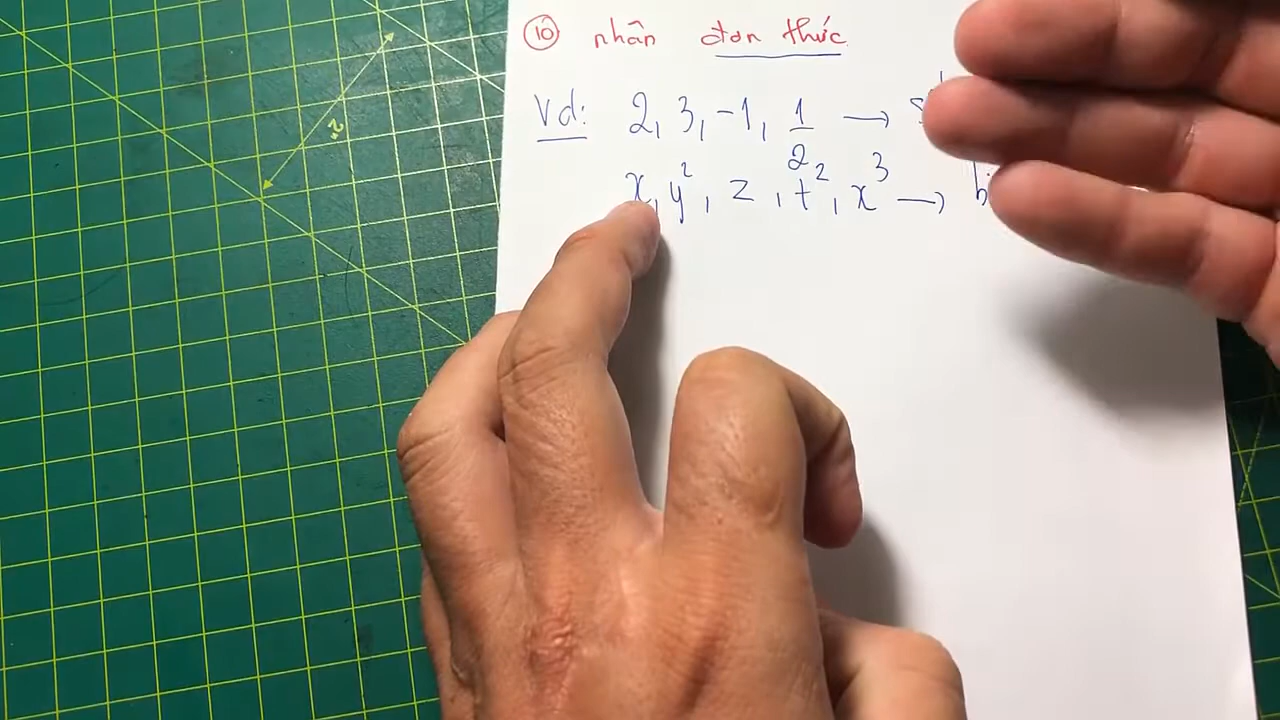 10 nhân đơn thức
Vd: 2, 3, -1, 1/2 →
x, y², z, t², x³ →